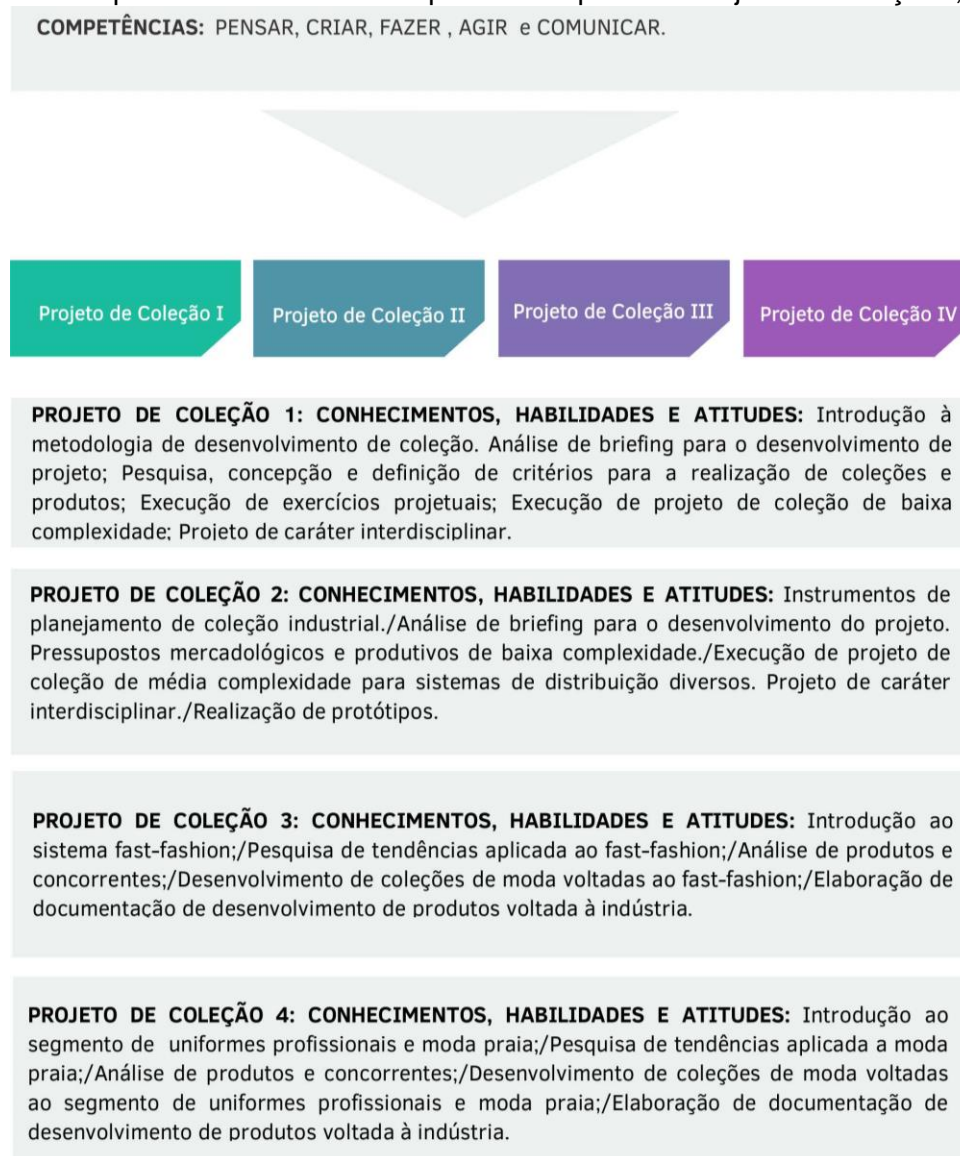 COMPETÊNCIAS: PENSAR, CRIAR, FAZER , AGIR e COMUNICAR.
Projeto de Coleção I
Projeto de Coleção II
Projeto de Coleção III
Projeto de Coleção IV
PROJETO DE COLEÇÃO 1: CONHECIMENTOS, HABILIDADES E ATITUDES: Introdução à
metodologia de desenvolvimento de coleção. Análise de briefing para o desenvolvimento de
projeto; Pesquisa, concepção e definição de critérios para a realização de coleções e
produtos; Execução de exercícios projetuais; Execução de projeto de coleção de baixa
complexidade; Projeto de caráter interdisciplinar.
PROJETO DE COLEÇÃO 2: CONHECIMENTOS, HABILIDADES E ATITUDES: Instrumentos de
planejamento de coleção industrial./Análise de briefing para o desenvolvimento do projeto.
Pressupostos mercadológicos e produtivos de baixa complexidade./Execução de projeto de
coleção de média complexidade para sistemas de distribuição diversos. Projeto de caráter
interdisciplinar./Realização de protótipos.
PROJETO DE COLEÇÃO 3: CONHECIMENTOS, HABILIDADES E ATITUDES: Introdução ao
sistema fast-fashion;/Pesquisa de tendências aplicada ao fast-fashion;/Análise de produtos e
concorrentes;/Desenvolvimento de coleções de moda voltadas ao fast-fashion;/Elaboração de
documentação de desenvolvimento de produtos voltada à indústria.
PROJETO DE COLEÇÃO 4: CONHECIMENTOS, HABILIDADES E ATITUDES: Introdução ao
segmento de uniformes profissionais e moda praia;/Pesquisa de tendências aplicada a moda
praia;/Análise de produtos e concorrentes;/Desenvolvimento de coleções de moda voltadas
ao segmento de uniformes profissionais e moda praia;/Elaboração de documentação de
desenvolvimento de produtos voltada à indústria.